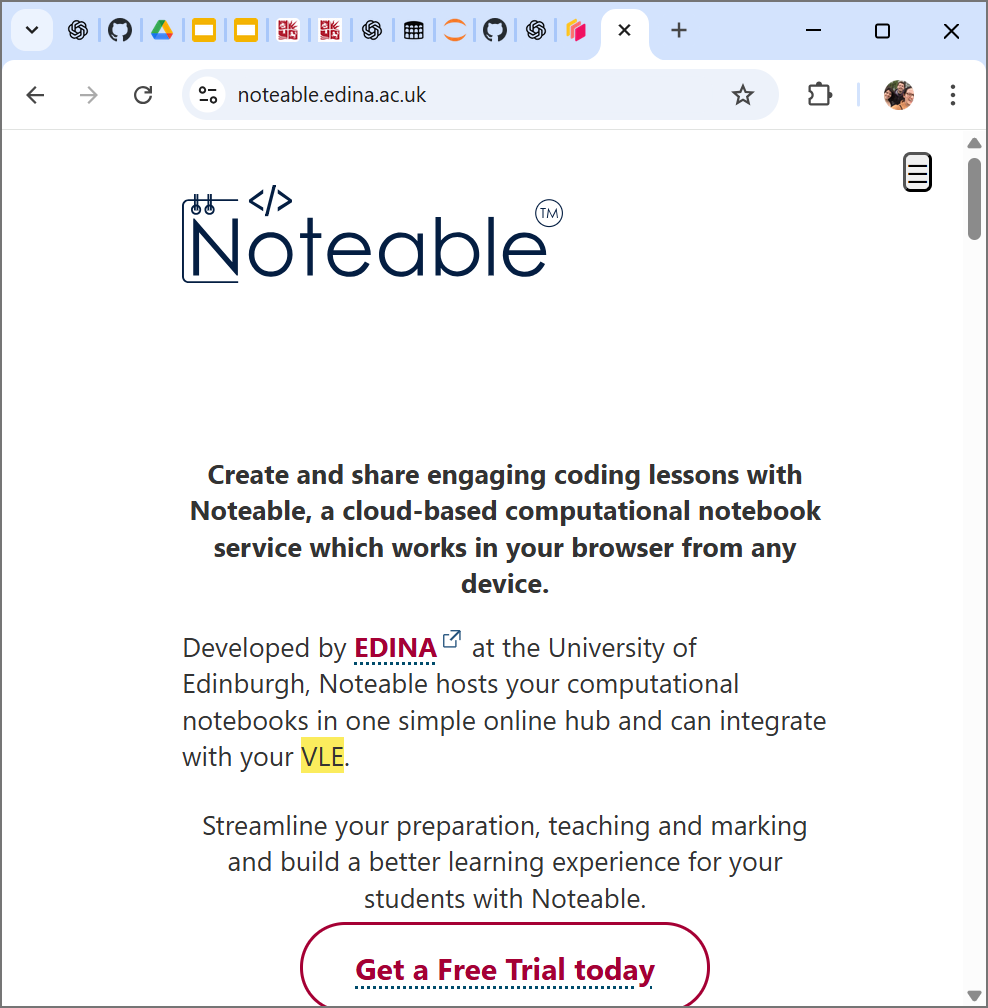 noteable.edina.ac.uk
</>
Noteable TM
Create and share engaging coding lessons with
Noteable, a cloud-based computational notebook
service which works in your browser from any
device.
Developed by EDINA at the University of
Edinburgh, Noteable hosts your computational
notebooks in one simple online hub and can integrate
with your VLE.
Streamline your preparation, teaching and marking
and build a better learning experience for your
students with Noteable.
Get a Free Trial today